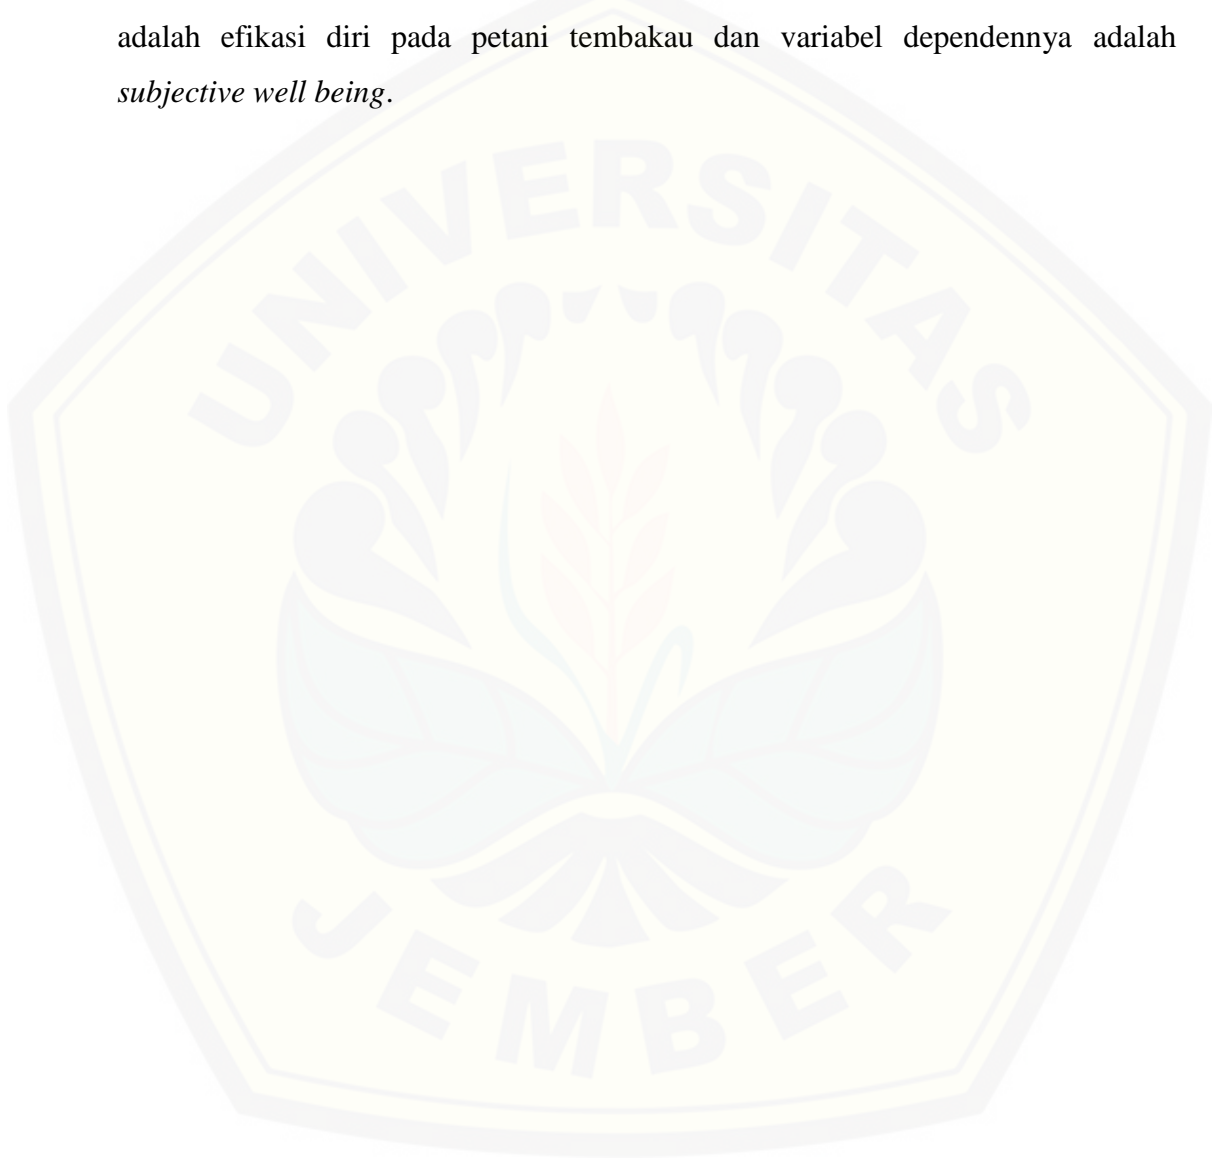 adalah efikasi diri pada petani tembakau dan variabel dependennya adalah
subjective well being.
UNIVERSITAS
JEMBER